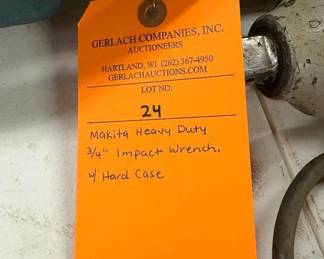 GERLACH COMPANIES, INC.
AUCTIONEERS
HARTLAND, WI (262) 367-4950
GERLACHAUCTIONS.COM
LOT NO.
24
Makita Heavy Duty
3/4" Impact Wrench,
w/ Hard Case